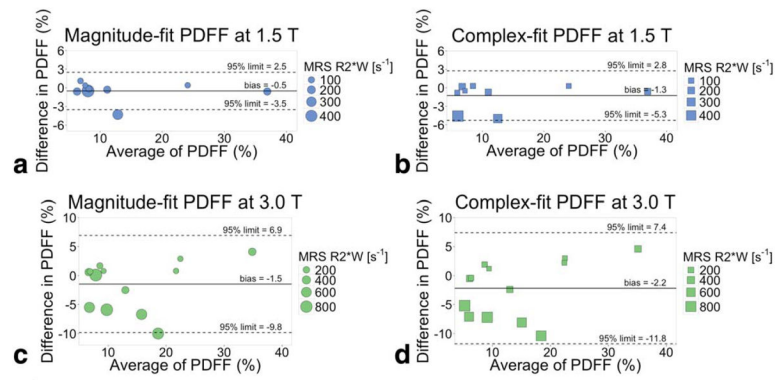 Magnitude-fit PDFF at 1.5 T
Difference in PDFF (%)
6
3
0
-3
-6
95% limit = 2.5
bias = -0.5
95% limit = -3.5
10
20
30
40
Average of PDFF (%)
MRS R2*W [s-1]
100
200
300
400
a
Complex-fit PDFF at 1.5 T
Difference in PDFF (%)
6
3
0
-3
-6
95% limit = 2.8
bias = -1.3
95% limit = -5.3
10
20
30
40
Average of PDFF (%)
MRS R2*W [s-1]
100
200
300
400
b
Magnitude-fit PDFF at 3.0 T
Difference in PDFF (%)
10
5
0
-5
-10
95% limit = 6.9
bias = -1.5
95% limit = -9.8
10
20
30
40
Average of PDFF (%)
MRS R2*W [s-1]
200
400
600
800
c
Complex-fit PDFF at 3.0 T
Difference in PDFF (%)
10
5
0
-5
-10
95% limit = 7.4
bias = -2.2
95% limit = -11.8
10
20
30
40
Average of PDFF (%)
MRS R2*W [s-1]
200
400
600
800
d